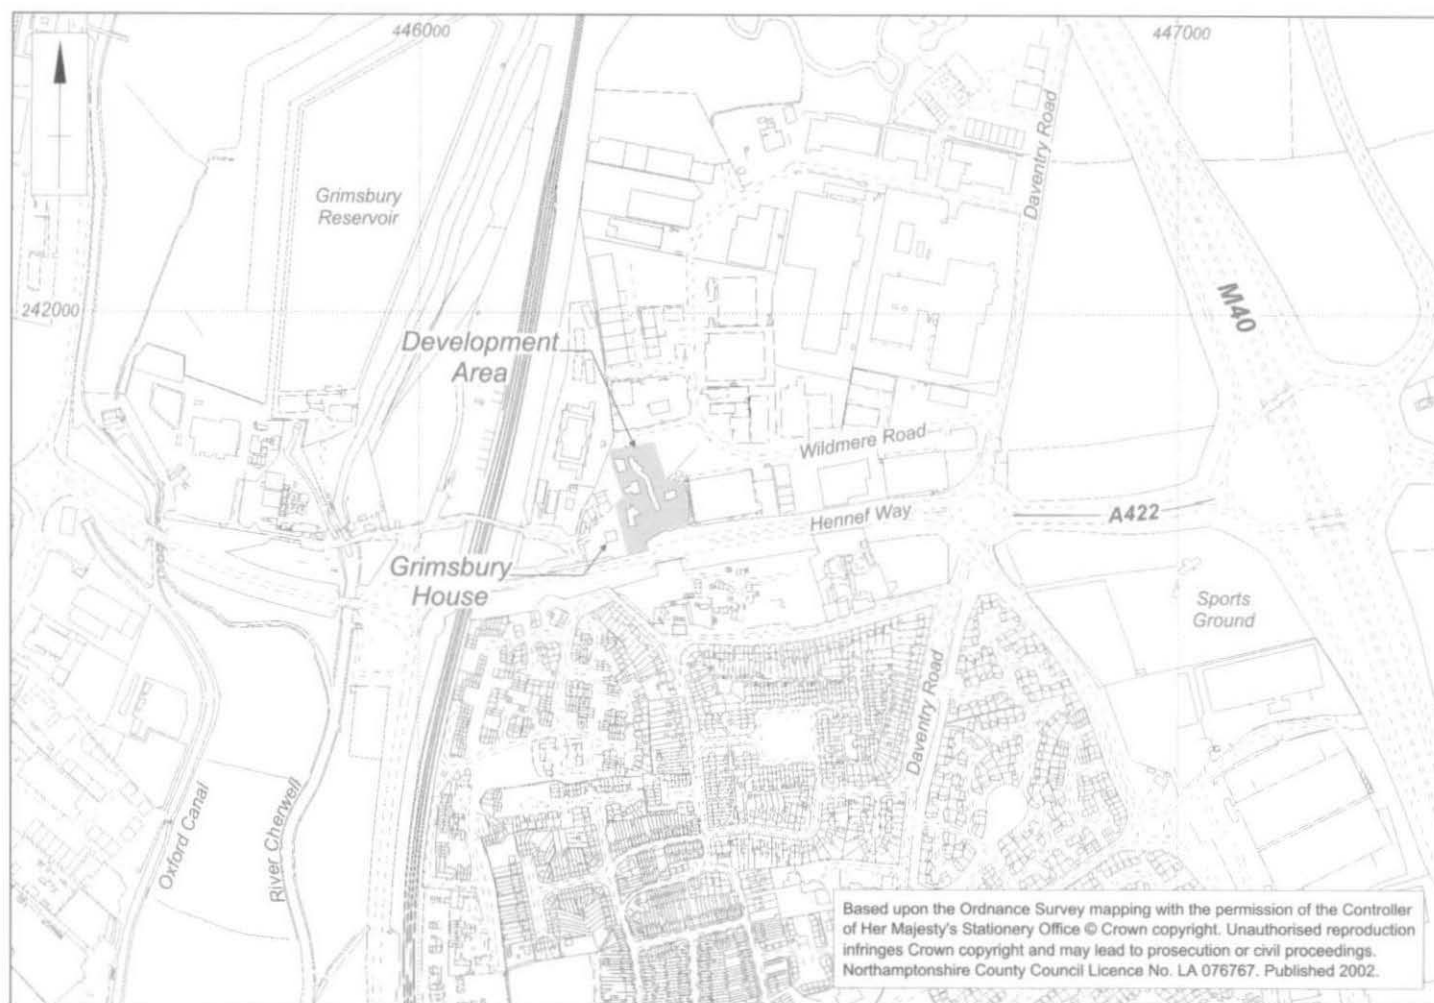 446000
447000
Grimsbury
Reservoir
Daventry Road
242000
M40
Development
Area
Wildmere Road
Hennef Way
A422
Grimsbury
House
Sports
Ground
Daventry Road
Oxford Canal
River Cherwell
Based upon the Ordnance Survey mapping with the permission of the Controller
of Her Majesty's Stationery Office © Crown copyright. Unauthorised reproduction
infringes Crown copyright and may lead to prosecution or civil proceedings.
Northamptonshire County Council Licence No. LA 076767. Published 2002.